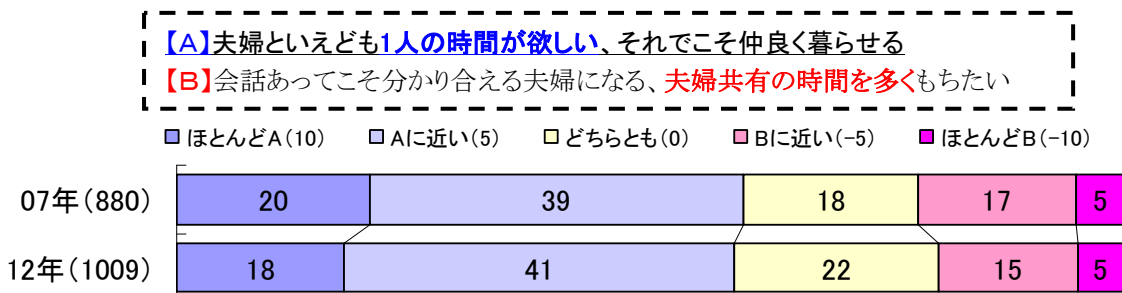 【A】夫婦といえども1人の時間が欲しい、それでこそ仲良く暮らせる
【B】会話あってこそ分かり合える夫婦になる、夫婦共有の時間を多くもちたい
ほとんどA(10) Aに近い(5) どちらとも(0) Bに近い(-5) ほとんどB(-10)
07年(880) 20 39 18 17 5
12年(1009) 18 41 22 15 5